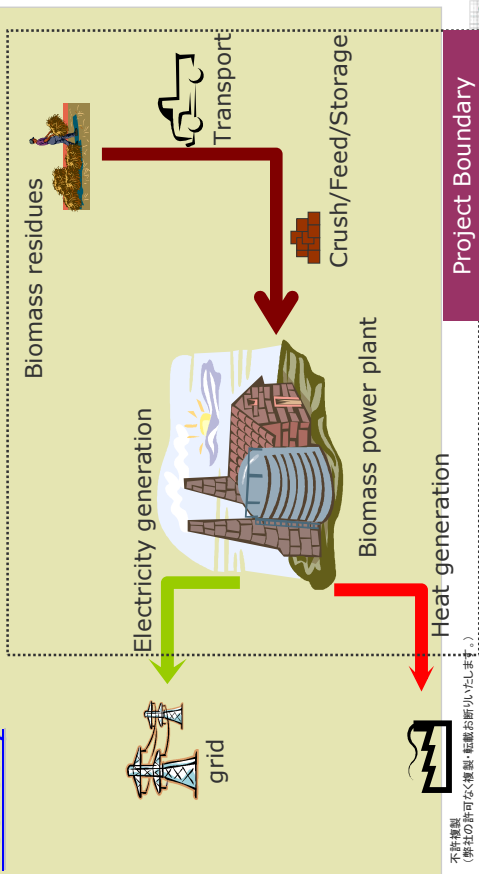 Biomass residues
Transport
Crush/Feed/Storage
Project Boundary
Electricity generation
Biomass power plant
Heat generation
grid
不許複製
(弊社の許可なく複製・転載お断りいたします。)